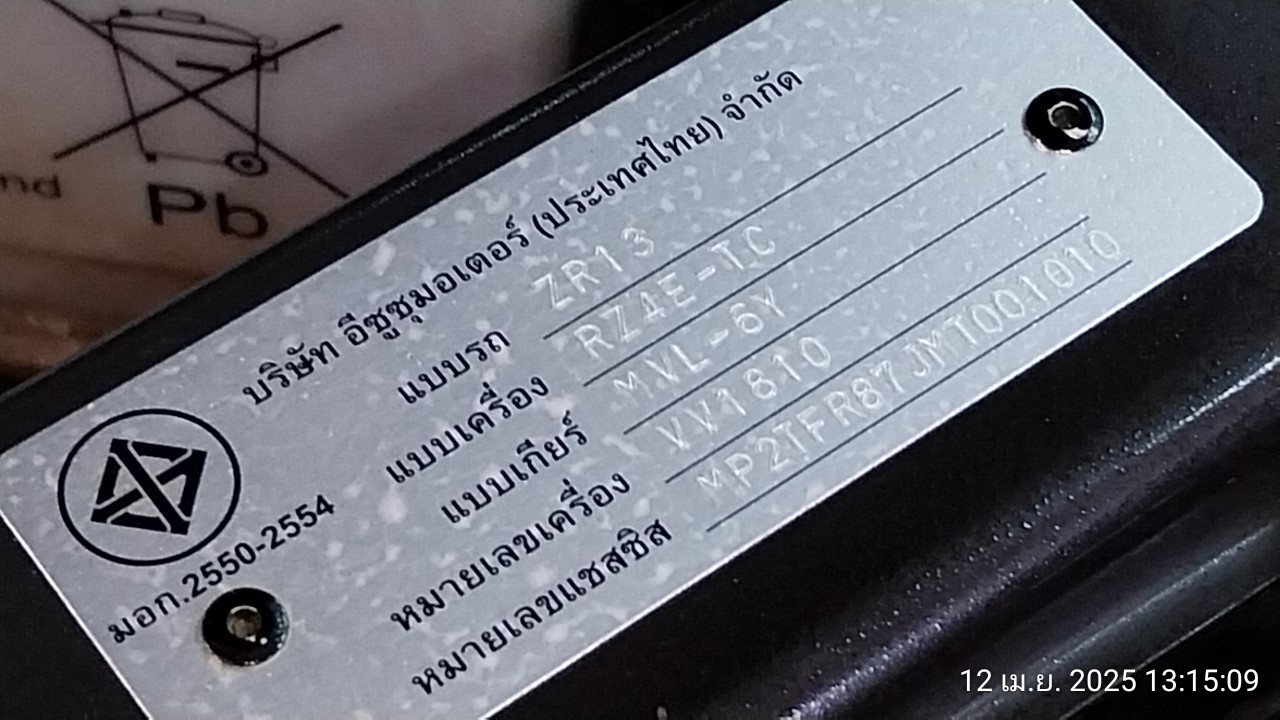 nd
Pb
บริษัท อีซูซุมอเตอร์ (ประเทศไทย) จำกัด
แบบรถ ZR13
แบบเครื่อง RZ4E-TC
แบบเกียร์ MVL-6Y
หมายเลขเครื่อง VV1810
หมายเลขแชสซิส MP2TFR87JMT001010
มอก.2550-2554
12 เม.ย. 2025 13:15:09